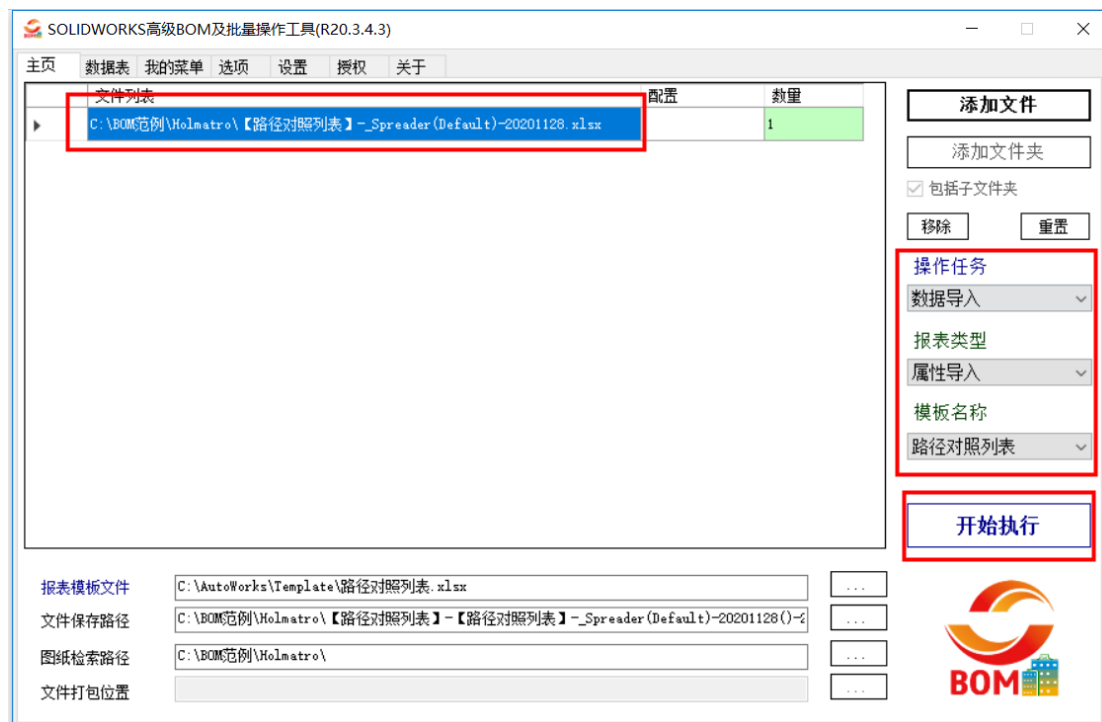 SOLIDWORKS高级BOM及批量操作工具(R20.3.4.3)
主页 数据表 我的菜单 选项 设置 授权 关于
文件列表 配置 数量
C:\BOM范例\Holmatro\【路径对照列表】-_Spreader(Default)-20201128.xlsx 1
添加文件
添加文件夹
包括子文件夹
移除 重置
操作任务
数据导入
报表类型
属性导入
模板名称
路径对照列表
开始执行
报表模板文件 C:\AutoWorks\Template\路径对照列表.xlsx ...
文件保存路径 C:\BOM范例\Holmatro\【路径对照列表】-【路径对照列表】-_Spreader(Default)-20201128()-2 ...
图纸检索路径 C:\BOM范例\Holmatro\ ...
文件打包位置 ...
BOM